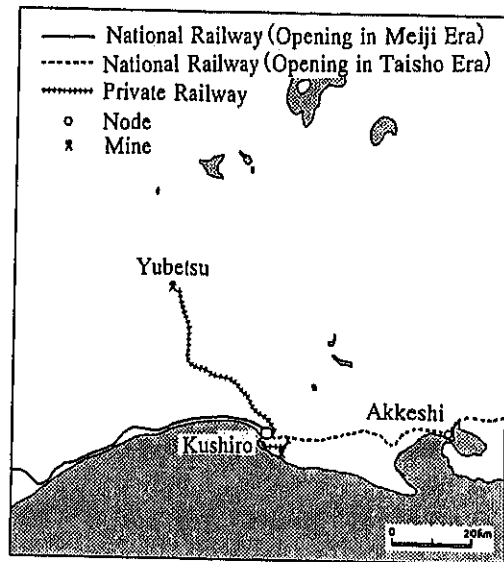 National Railway (Opening in Meiji Era)
National Railway (Opening in Taisho Era)
Private Railway
Node
Mine
Yubetsu
Akkeshi
Kushiro
0 20km